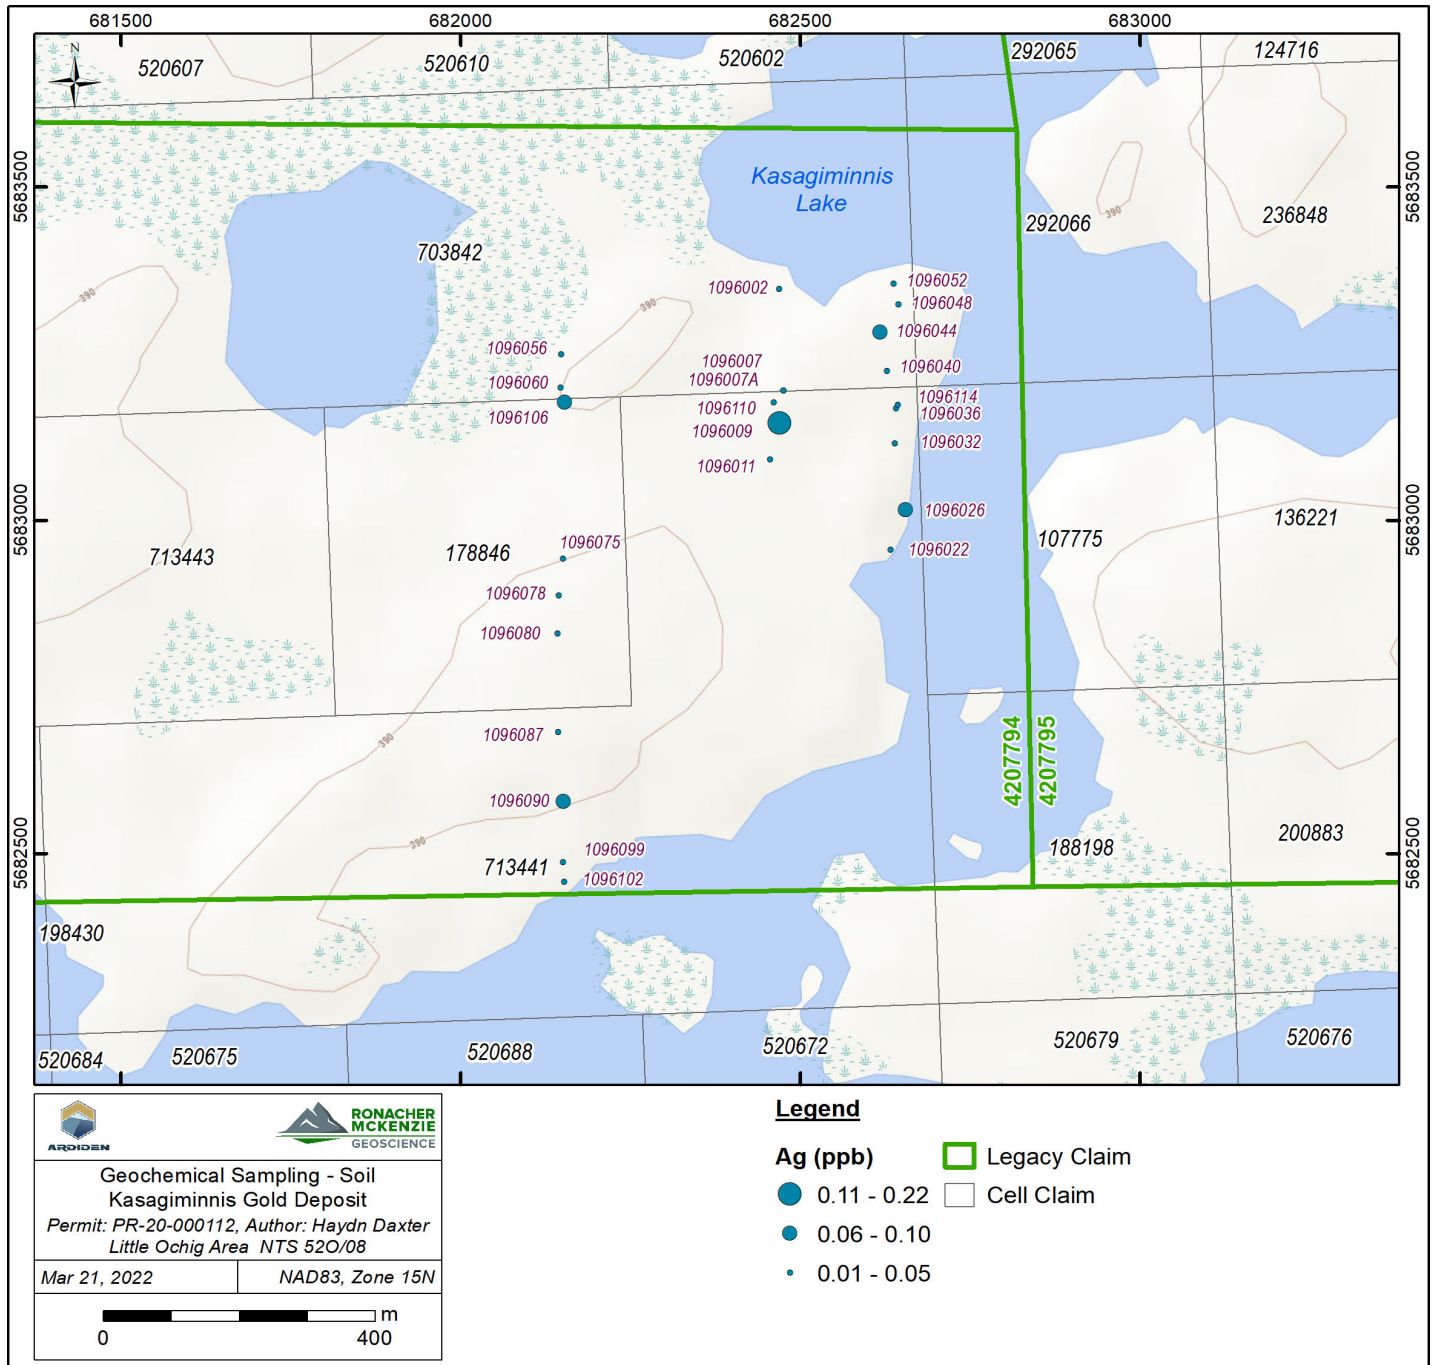 681500
682000
682500
683000
N
520607
520610
520602
292065
124716
5683500
5683500
Kasagiminnis
Lake
236848
390
292066
703842
390
390
1096002
1096052
1096048
1096044
1096056
1096007
1096040
1096060
1096007A
1096114
1096106
1096110
1096036
1096009
1096032
1096011
1096026
5683000
5683000
136221
713443
178846
1096075
107775
1096022
1096078
1096080
1096087
390
4207794
4207795
1096090
390
200883
1096099
188198
5682500
5682500
713441
1096102
198430
520684
520675
520688
520672
520679
520676
ARDIDEN
RONACHER
MCKENZIE
GEOSCIENCE
Geochemical Sampling - Soil
Kasagiminnis Gold Deposit
Permit: PR-20-000112, Author: Haydn Daxter
Little Ochig Area NTS 52O/08
Mar 21, 2022
NAD83, Zone 15N
m
0
400
Legend
Ag (ppb)
0.11 - 0.22
0.06 - 0.10
0.01 - 0.05
Legacy Claim
Cell Claim